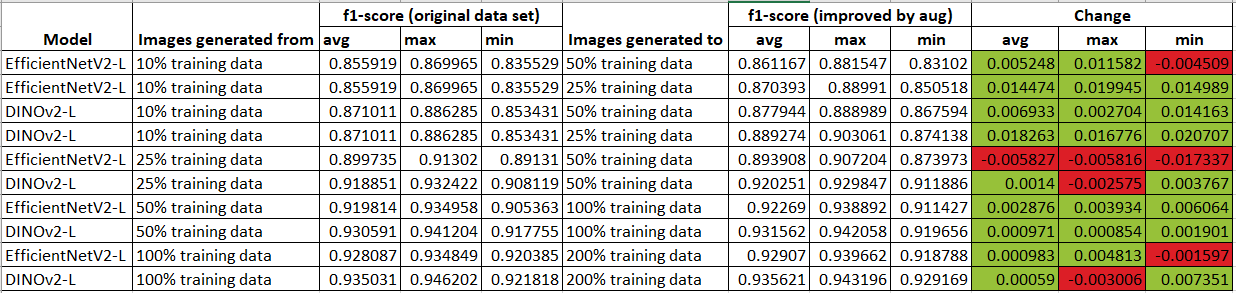 f1-score (original data set) f1-score (improved by aug) Change
Model Images generated from avg max min Images generated to avg max min avg max min
EfficientNetV2-L 10% training data 0.855919 0.869965 0.835529 50% training data 0.861167 0.881547 0.83102 0.005248 0.011582 -0.004509
EfficientNetV2-L 10% training data 0.855919 0.869965 0.835529 25% training data 0.870393 0.88991 0.850518 0.014474 0.019945 0.014989
DINOv2-L 10% training data 0.871011 0.886285 0.853431 50% training data 0.877944 0.888989 0.867594 0.006933 0.002704 0.014163
DINOv2-L 10% training data 0.871011 0.886285 0.853431 25% training data 0.889274 0.903061 0.874138 0.018263 0.016776 0.020707
EfficientNetV2-L 25% training data 0.899735 0.91302 0.89131 50% training data 0.893908 0.907204 0.873973 -0.005827 -0.005816 -0.017337
DINOv2-L 25% training data 0.918851 0.932422 0.908119 50% training data 0.920251 0.929847 0.911886 0.0014 -0.002575 0.003767
EfficientNetV2-L 50% training data 0.919814 0.934958 0.905363 100% training data 0.92269 0.938892 0.911427 0.002876 0.003934 0.006064
DINOv2-L 50% training data 0.930591 0.941204 0.917755 100% training data 0.931562 0.942058 0.919656 0.000971 0.000854 0.001901
EfficientNetV2-L 100% training data 0.928087 0.934849 0.920385 200% training data 0.92907 0.939662 0.918788 0.000983 0.004813 -0.001597
DINOv2-L 100% training data 0.935031 0.946202 0.921818 200% training data 0.935621 0.943196 0.929169 0.00059 -0.003006 0.007351